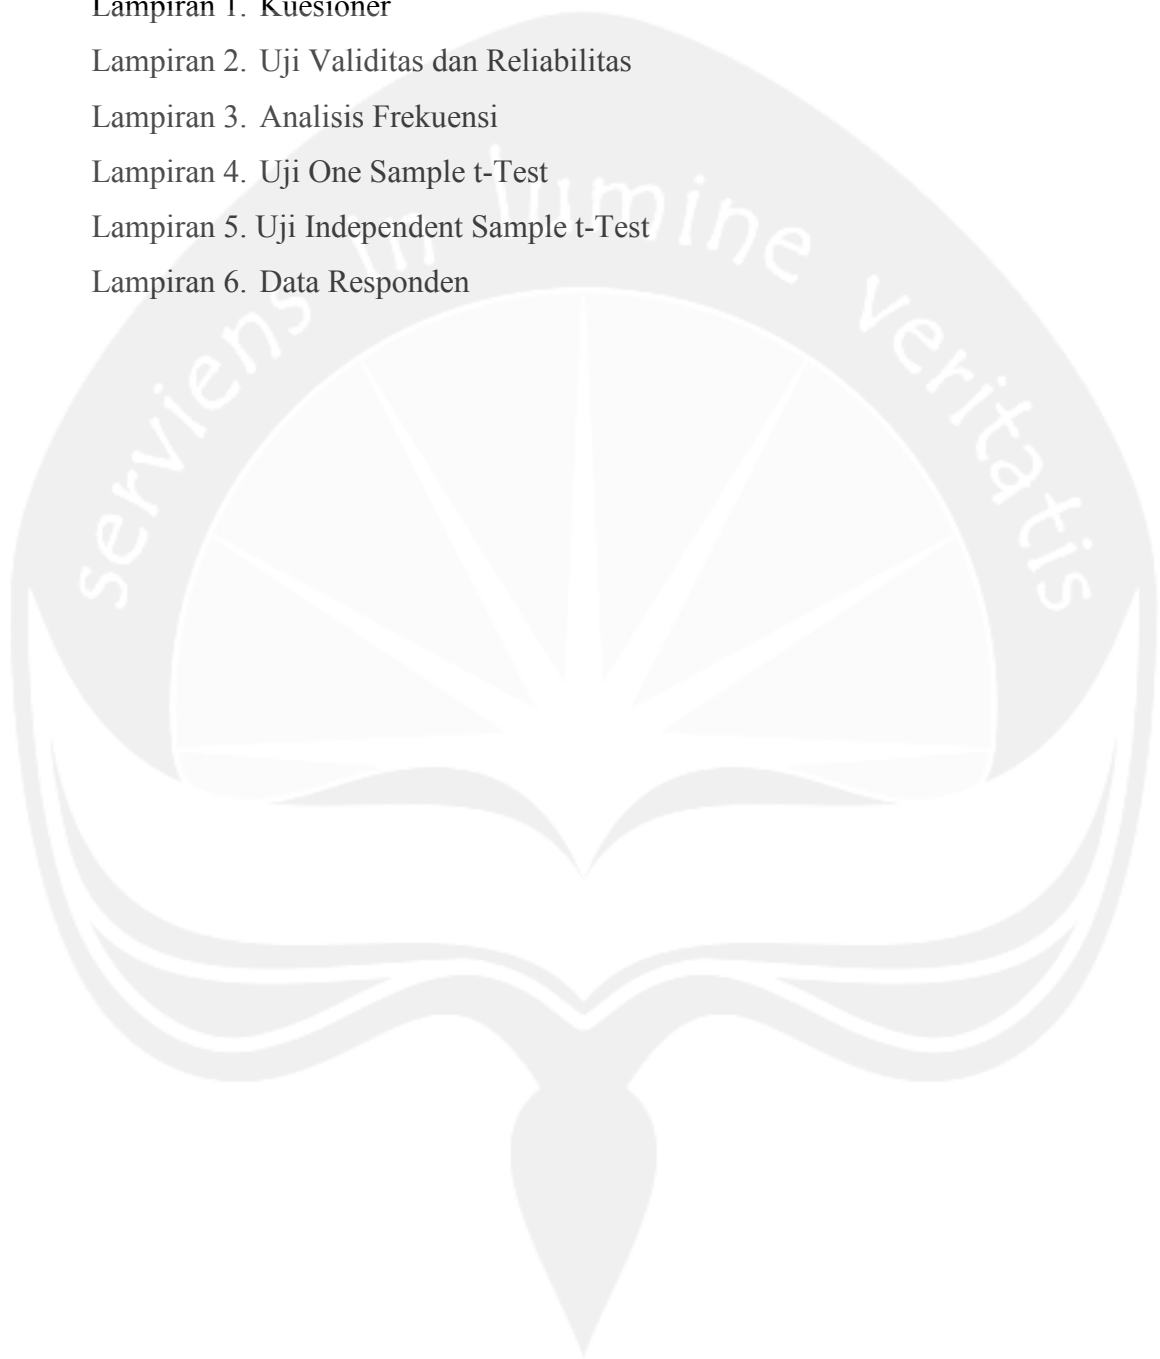 Lampiran 1. Kuesioner
Lampiran 2. Uji Validitas dan Reliabilitas
Lampiran 3. Analisis Frekuensi
Lampiran 4. Uji One Sample t-Test
Lampiran 5. Uji Independent Sample t-Test
Lampiran 6. Data Responden
serviens in lumine veritatis